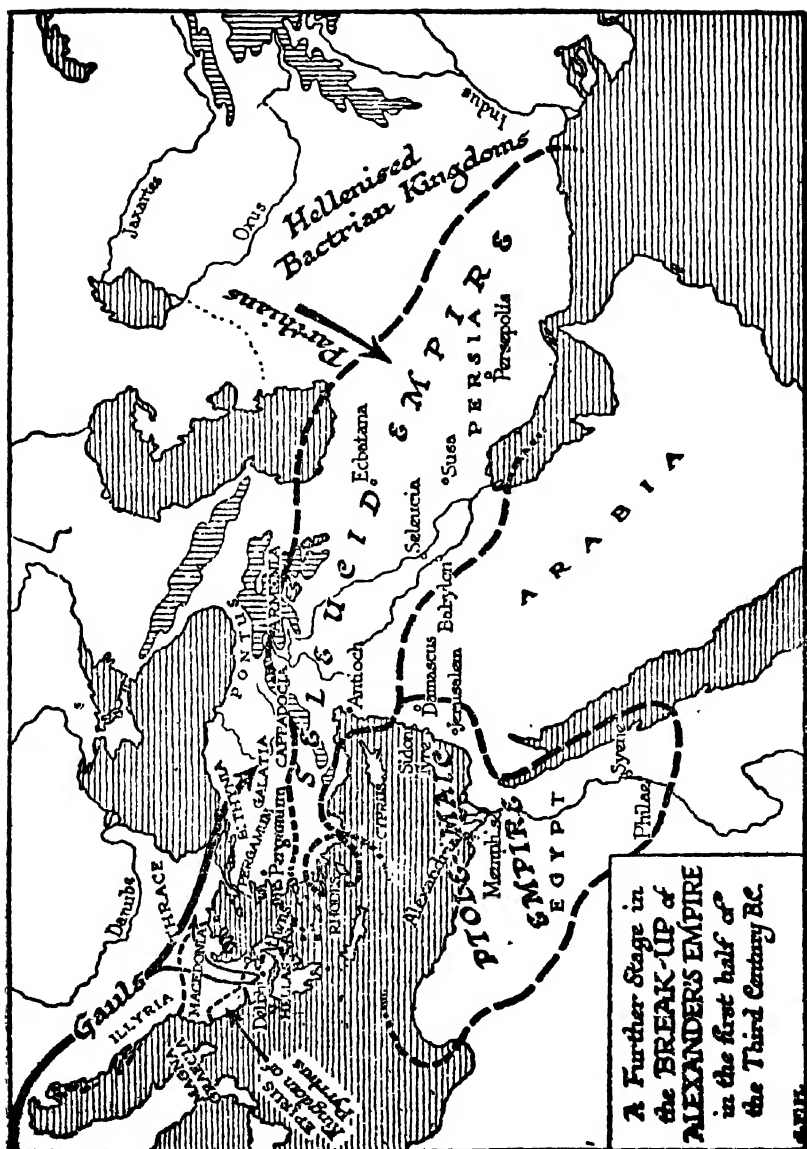 Gauls
Danube
ILLYRIA
THRACE
MACEDONIA
MAGNA
GRAECIA
EPIRUS
Kingdom of
Pyrrhus
HELLAS
BITHYNIA
PERGAMUM
Pergamum
GALATIA
CAPPADOCIA
PONTUS
ARMENIA
RHODES
CYPRUS
SELEUCID EMPIRE
Antioch
Sidon
Tyre
Damascus
Jerusalem
Babylon
Seleucia
Ecbatana
Susa
PERSIA
Persepolis
Parthians
Hellenised
Bactrian Kingdoms
Jaxartes
Oxus
Indus
ARABIA
PTOLEMAIC
EMPIRE
EGYPT
Alexandria
Memphis
Syene
Philae
A Further Stage in
the BREAK-UP of
ALEXANDER'S EMPIRE
in the first half of
the Third Century B.C.